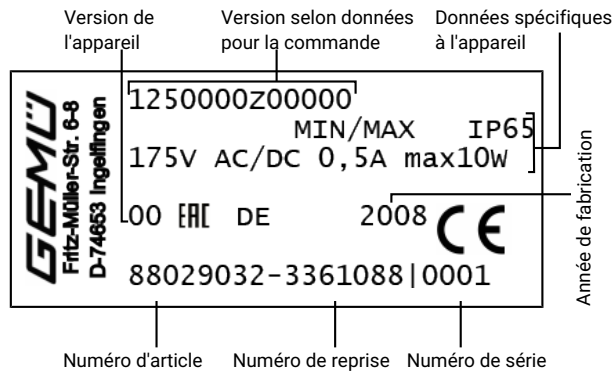 Version de
l'appareil
Version selon données
pour la commande
Données spécifiques
à l'appareil
GEMÜ
Fritz-Müller-Str. 6-8
D-74653 Ingelfingen
1250000Z00000
MIN/MAX IP65
175V AC/DC 0,5A max10W
00 EAC DE 2008 CE
88029032-3361088|0001
Année de fabrication
Numéro d'article
Numéro de reprise
Numéro de série